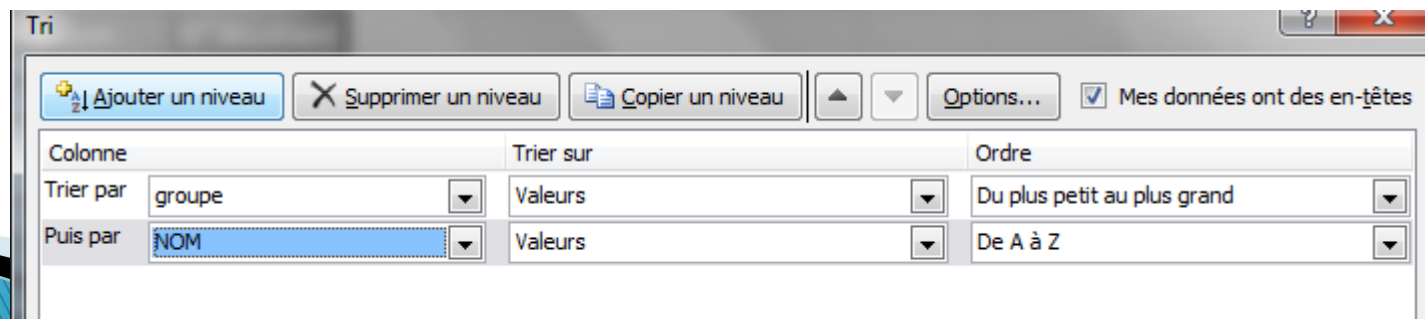 Tri
Ajouter un niveau Supprimer un niveau Copier un niveau Options... Mes données ont des en-têtes
Colonne Trier sur Ordre
Trier par groupe Valeurs Du plus petit au plus grand
Puis par NOM Valeurs De A à Z